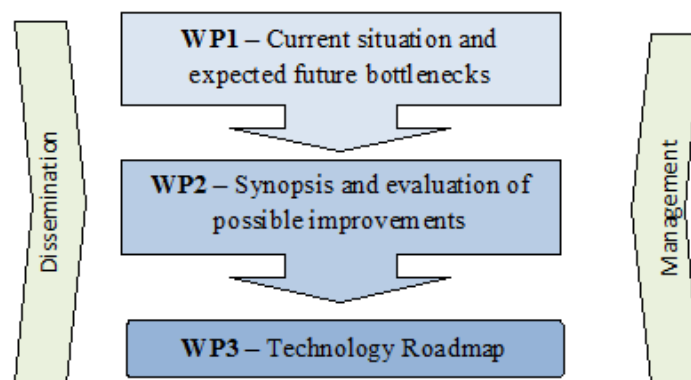 WP1 – Current situation and
expected future bottlenecks
WP2 – Synopsis and evaluation of
possible improvements
WP3 – Technology Roadmap
Dissemination
Management